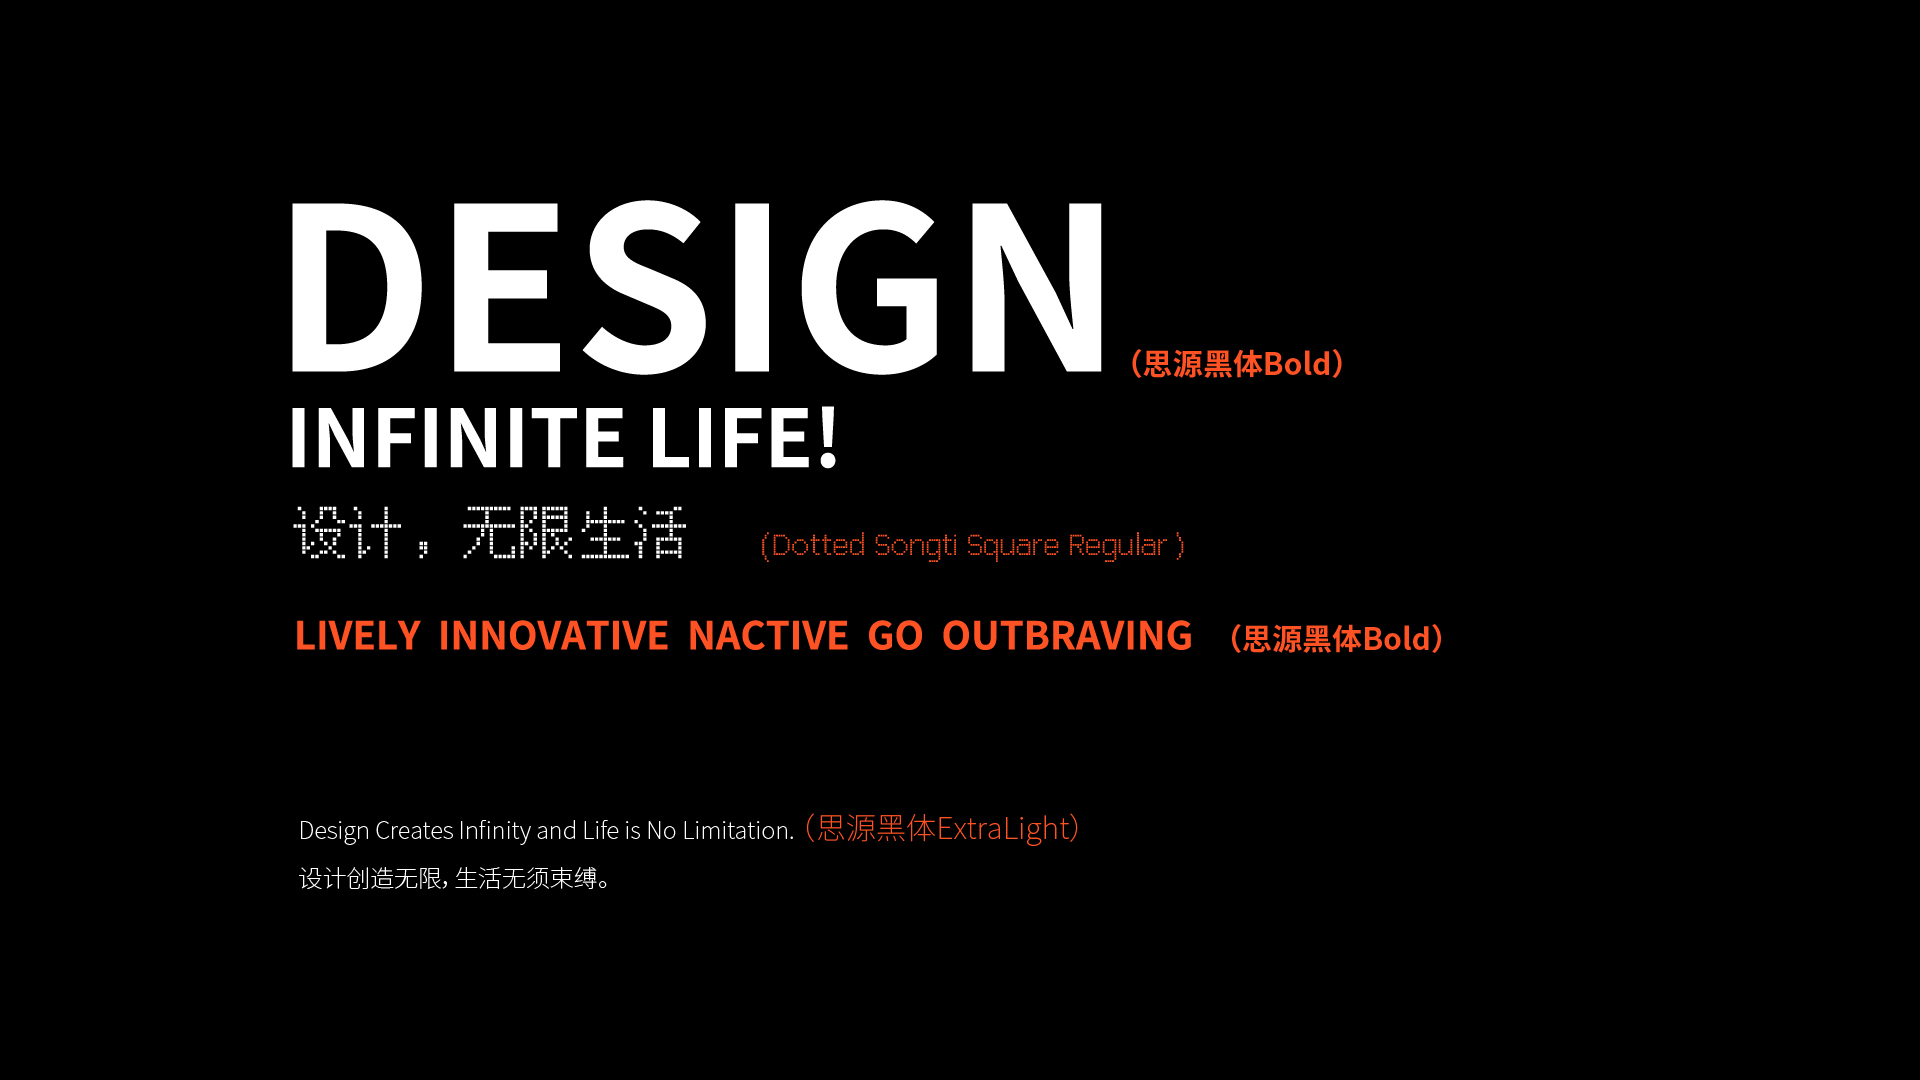 DESIGN （思源黑体Bold）
INFINITE LIFE!
设计，无限生活 (Dotted Songti Square Regular )
LIVELY INNOVATIVE NACTIVE GO OUTBRAVING （思源黑体Bold）
Design Creates Infinity and Life is No Limitation. （思源黑体ExtraLight）
设计创造无限，生活无须束缚。